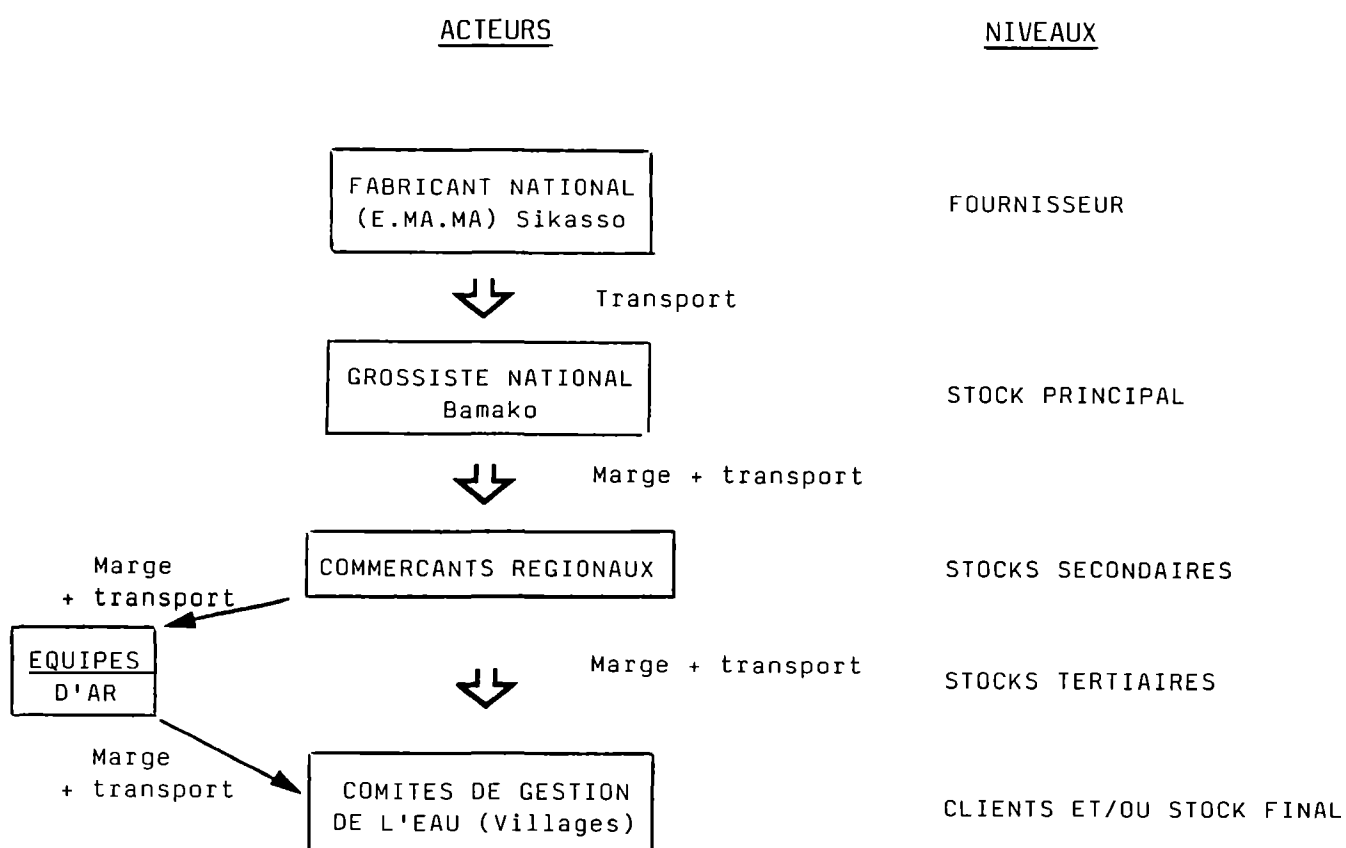 ACTEURS
NIVEAUX
FABRICANT NATIONAL
(E.MA.MA) Sikasso
FOURNISSEUR
Transport
GROSSISTE NATIONAL
Bamako
STOCK PRINCIPAL
Marge + transport
COMMERCANTS REGIONAUX
STOCKS SECONDAIRES
Marge
+ transport
EQUIPES
D'AR
Marge + transport
STOCKS TERTIAIRES
Marge
+ transport
COMITES DE GESTION
DE L'EAU (Villages)
CLIENTS ET/OU STOCK FINAL